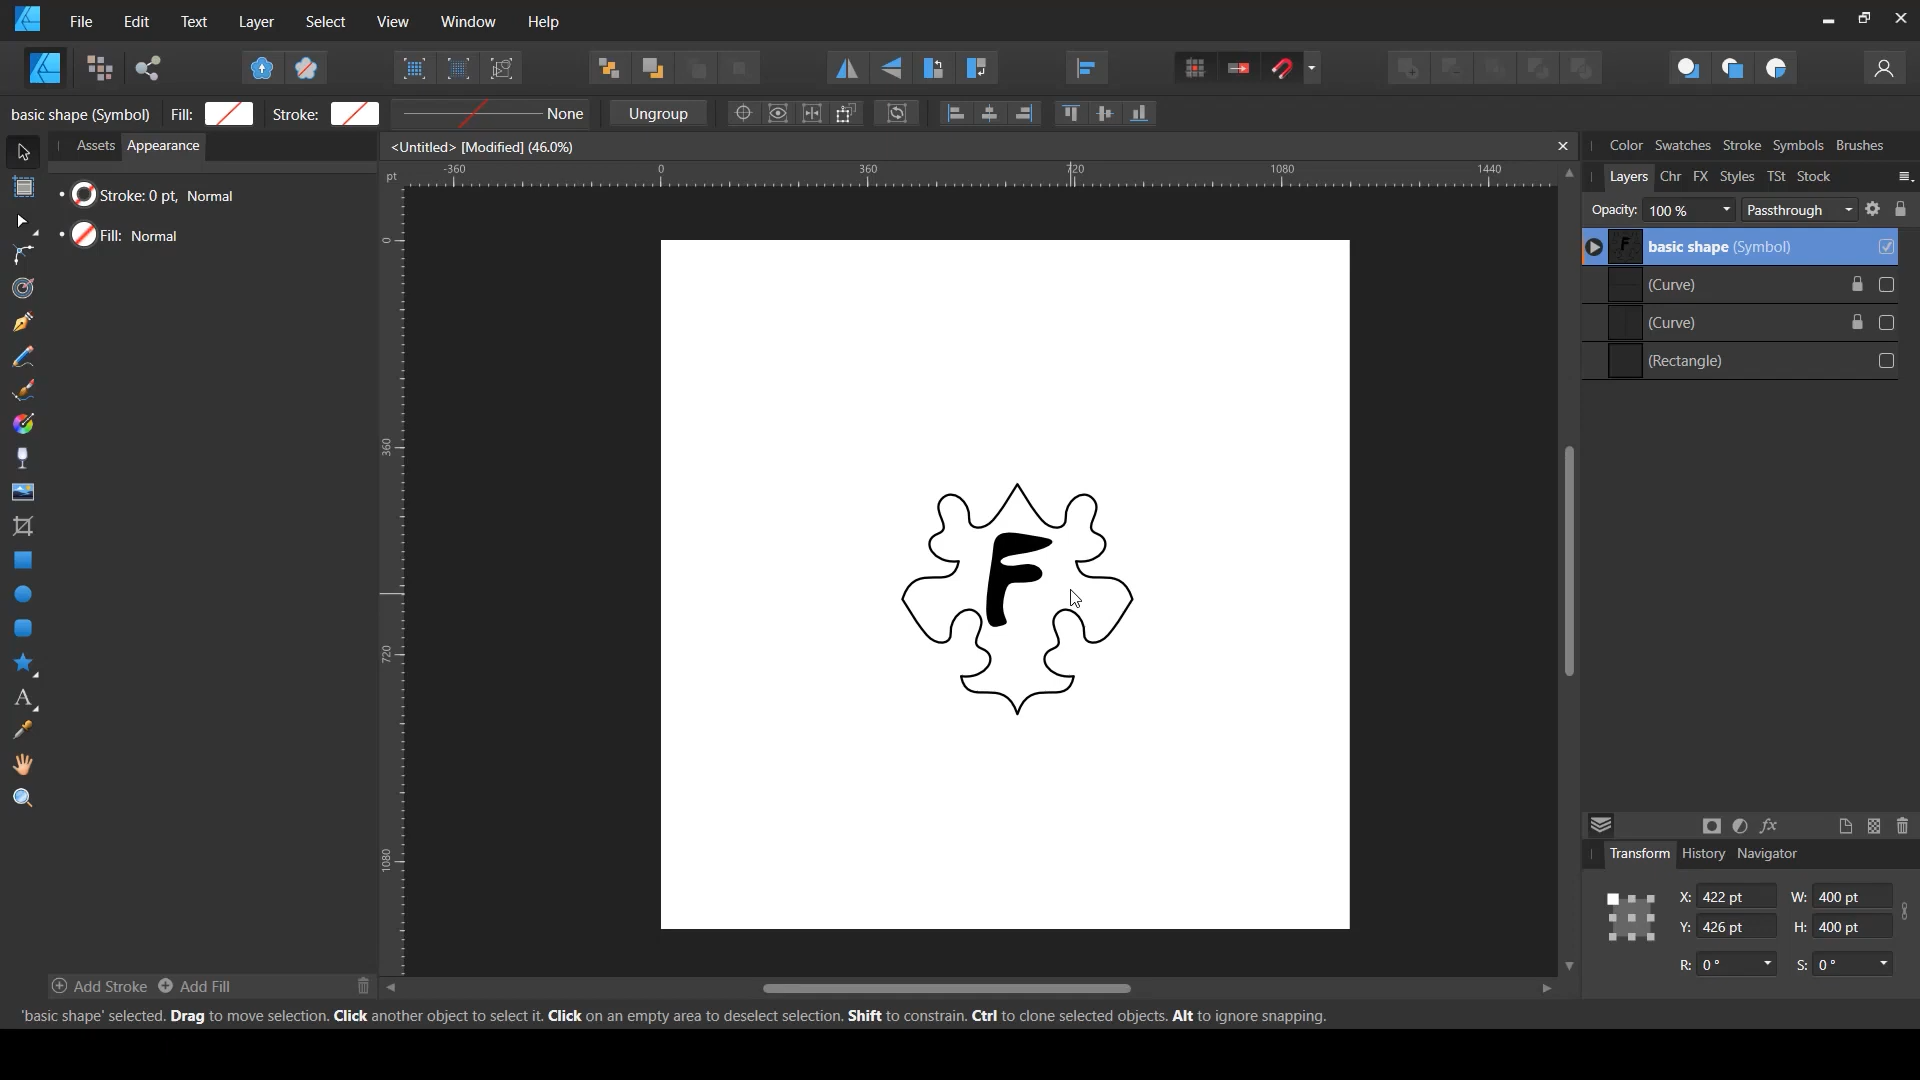 File Edit Text Layer Select View Window Help
basic shape (Symbol) Fill: Stroke: None Ungroup
Assets Appearance
<Untitled> [Modified] (46.0%)
Color Swatches Stroke Symbols Brushes
pt -360 0 360 720 1080 1440
Layers Chr FX Styles TSt Stock
Stroke: 0 pt, Normal
Opacity: 100 % Passthrough
Fill: Normal
0
basic shape (Symbol)
(Curve)
(Curve)
(Rectangle)
360
F
720
1080
Transform History Navigator
X: 422 pt W: 400 pt
Y: 426 pt H: 400 pt
R: 0 ° S: 0 °
Add Stroke Add Fill
'basic shape' selected. Drag to move selection. Click another object to select it. Click on an empty area to deselect selection. Shift to constrain. Ctrl to clone selected objects. Alt to ignore snapping.